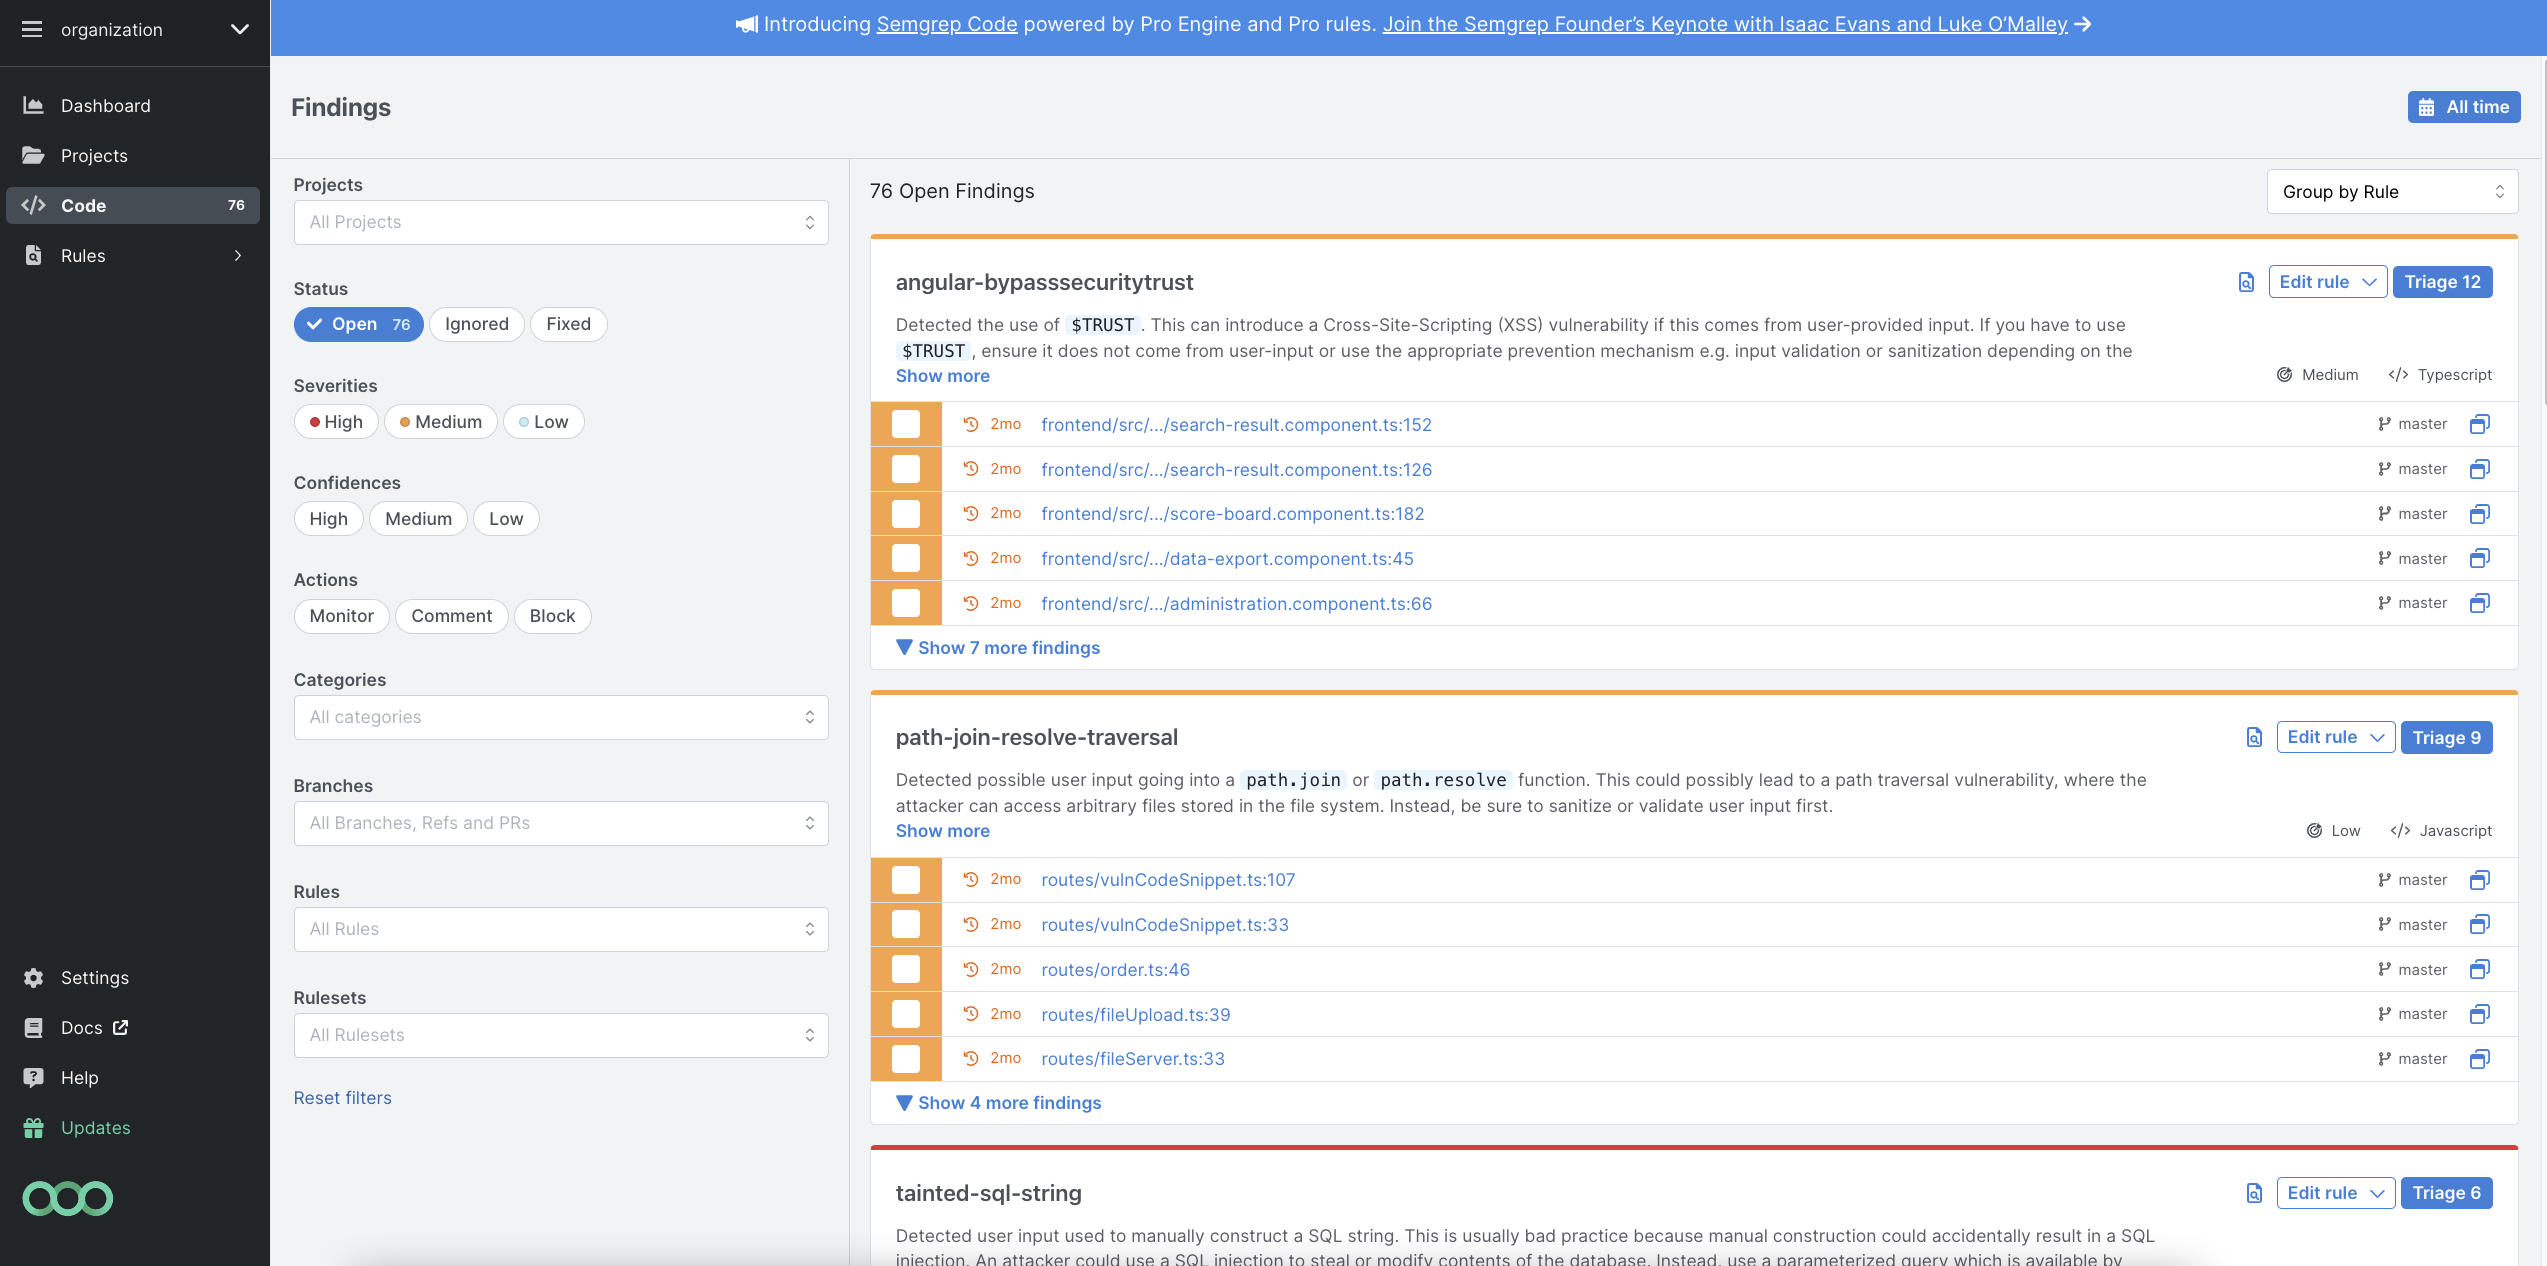 organization
Introducing Semgrep Code powered by Pro Engine and Pro rules. Join the Semgrep Founder’s Keynote with Isaac Evans and Luke O’Malley
Dashboard
Projects
Code 76
Rules
Settings
Docs
Help
Updates
Findings
All time
Projects
All Projects
Status
Open 76 Ignored Fixed
Severities
High Medium Low
Confidences
High Medium Low
Actions
Monitor Comment Block
Categories
All categories
Branches
All Branches, Refs and PRs
Rules
All Rules
Rulesets
All Rulesets
Reset filters
76 Open Findings
Group by Rule
angular-bypasssecuritytrust
Edit rule Triage 12
Detected the use of $TRUST. This can introduce a Cross-Site-Scripting (XSS) vulnerability if this comes from user-provided input. If you have to use
$TRUST, ensure it does not come from user-input or use the appropriate prevention mechanism e.g. input validation or sanitization depending on the
Show more
Medium Typescript
2mo frontend/src/.../search-result.component.ts:152 master
2mo frontend/src/.../search-result.component.ts:126 master
2mo frontend/src/.../score-board.component.ts:182 master
2mo frontend/src/.../data-export.component.ts:45 master
2mo frontend/src/.../administration.component.ts:66 master
Show 7 more findings
path-join-resolve-traversal
Edit rule Triage 9
Detected possible user input going into a path.join or path.resolve function. This could possibly lead to a path traversal vulnerability, where the
attacker can access arbitrary files stored in the file system. Instead, be sure to sanitize or validate user input first.
Show more
Low Javascript
2mo routes/vulnCodeSnippet.ts:107 master
2mo routes/vulnCodeSnippet.ts:33 master
2mo routes/order.ts:46 master
2mo routes/fileUpload.ts:39 master
2mo routes/fileServer.ts:33 master
Show 4 more findings
tainted-sql-string
Edit rule Triage 6
Detected user input used to manually construct a SQL string. This is usually bad practice because manual construction could accidentally result in a SQL
injection. An attacker could use a SQL injection to steal or modify contents of the database. Instead, use a parameterized query which is available by